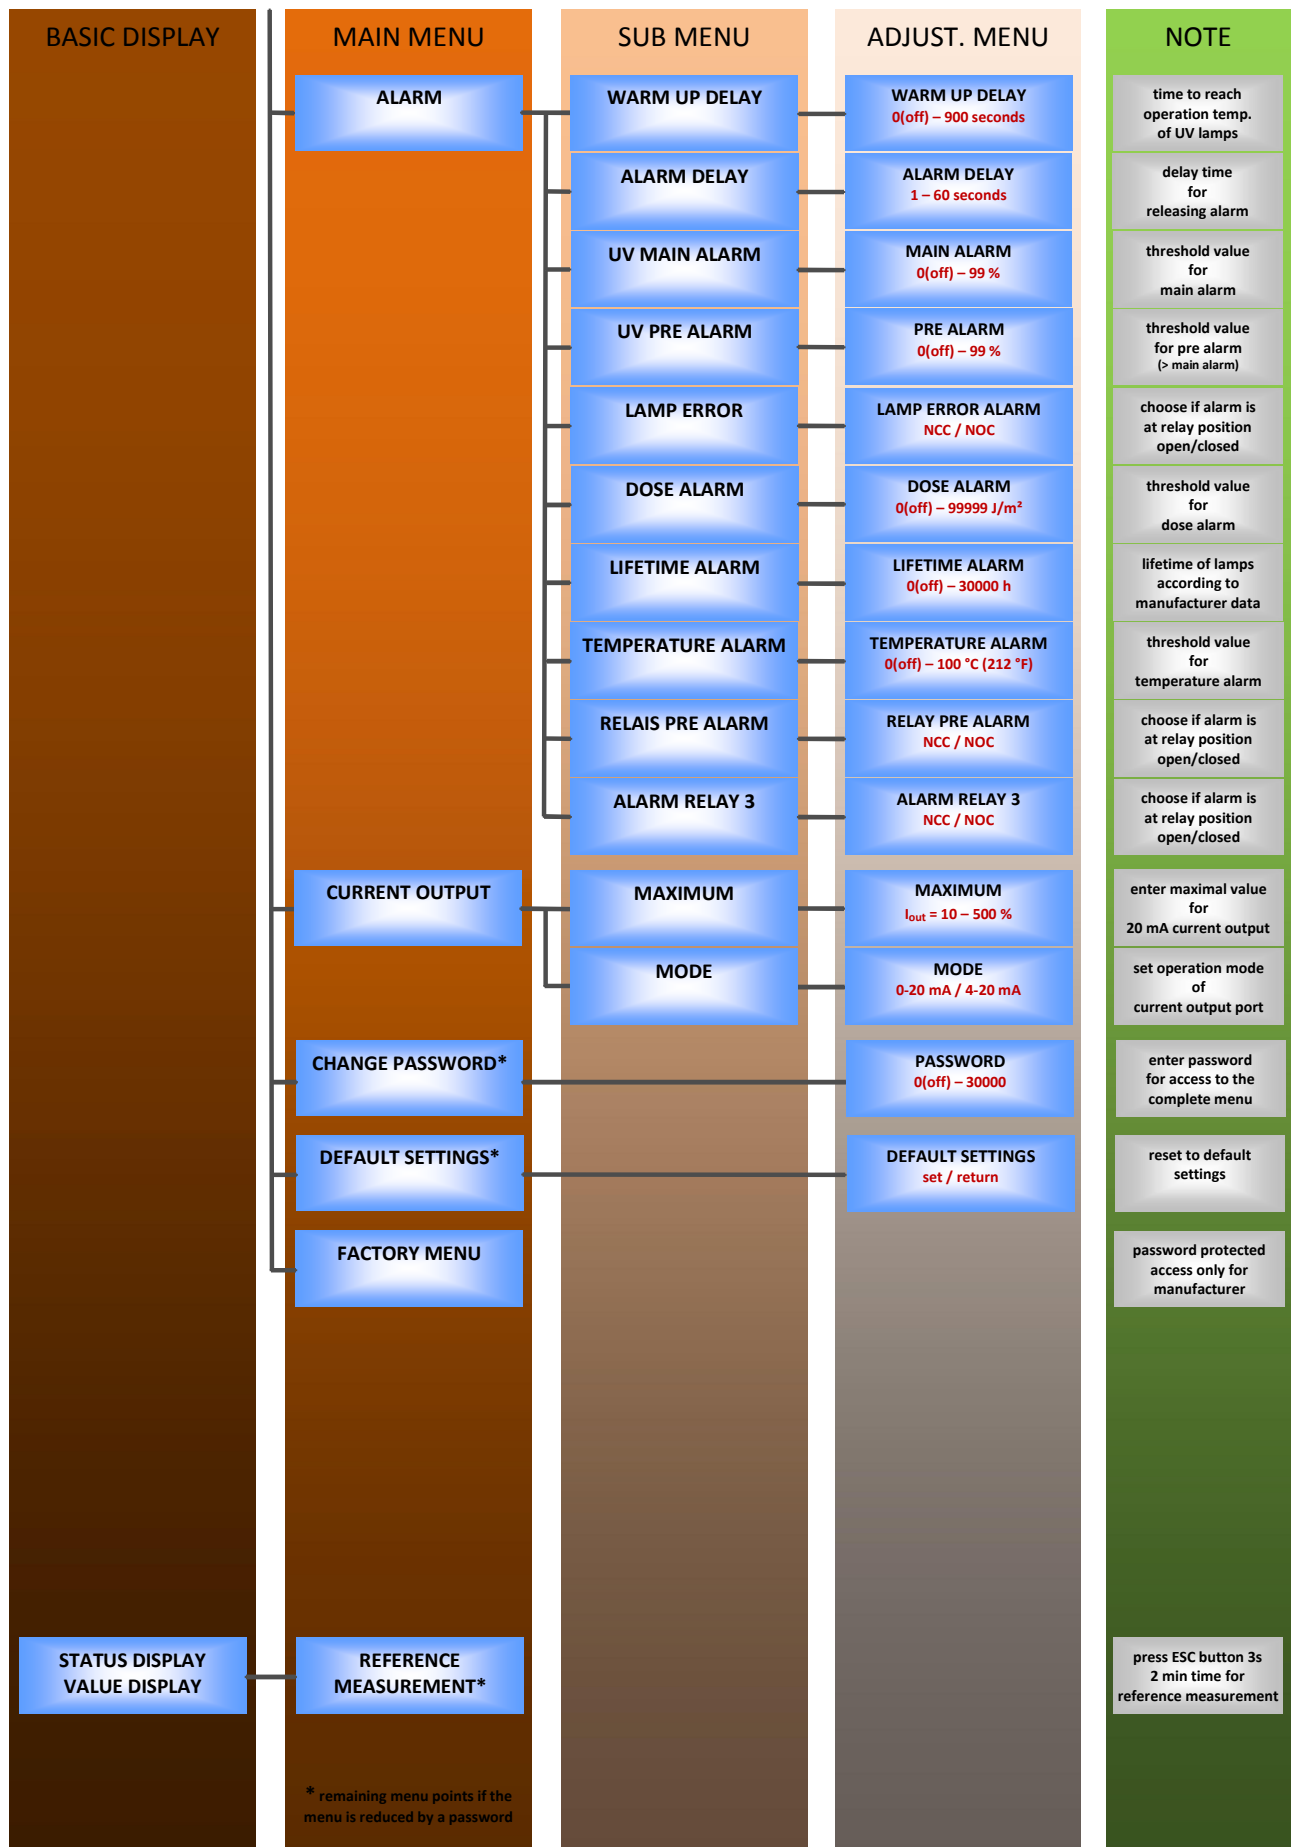 BASIC DISPLAY
MAIN MENU
SUB MENU
ADJUST. MENU
NOTE
ALARM
WARM UP DELAY
WARM UP DELAY
0(off) – 900 seconds
time to reach
operation temp.
of UV lamps
ALARM DELAY
ALARM DELAY
1 – 60 seconds
delay time
for
releasing alarm
UV MAIN ALARM
MAIN ALARM
0(off) – 99 %
threshold value
for
main alarm
UV PRE ALARM
PRE ALARM
0(off) – 99 %
threshold value
for pre alarm
(> main alarm)
LAMP ERROR
LAMP ERROR ALARM
NCC / NOC
choose if alarm is
at relay position
open/closed
DOSE ALARM
DOSE ALARM
0(off) – 99999 J/m²
threshold value
for
dose alarm
LIFETIME ALARM
LIFETIME ALARM
0(off) – 30000 h
lifetime of lamps
according to
manufacturer data
TEMPERATURE ALARM
TEMPERATURE ALARM
0(off) – 100 °C (212 °F)
threshold value
for
temperature alarm
RELAIS PRE ALARM
RELAY PRE ALARM
NCC / NOC
choose if alarm is
at relay position
open/closed
ALARM RELAY 3
ALARM RELAY 3
NCC / NOC
choose if alarm is
at relay position
open/closed
CURRENT OUTPUT
MAXIMUM
MAXIMUM
Iout = 10 – 500 %
enter maximal value
for
20 mA current output
MODE
MODE
0-20 mA / 4-20 mA
set operation mode
of
current output port
CHANGE PASSWORD*
PASSWORD
0(off) – 30000
enter password
for access to the
complete menu
DEFAULT SETTINGS*
DEFAULT SETTINGS
set / return
reset to default
settings
FACTORY MENU
password protected
access only for
manufacturer
STATUS DISPLAY
VALUE DISPLAY
REFERENCE
MEASUREMENT*
press ESC button 3s
2 min time for
reference measurement
* remaining menu points if the
menu is reduced by a password